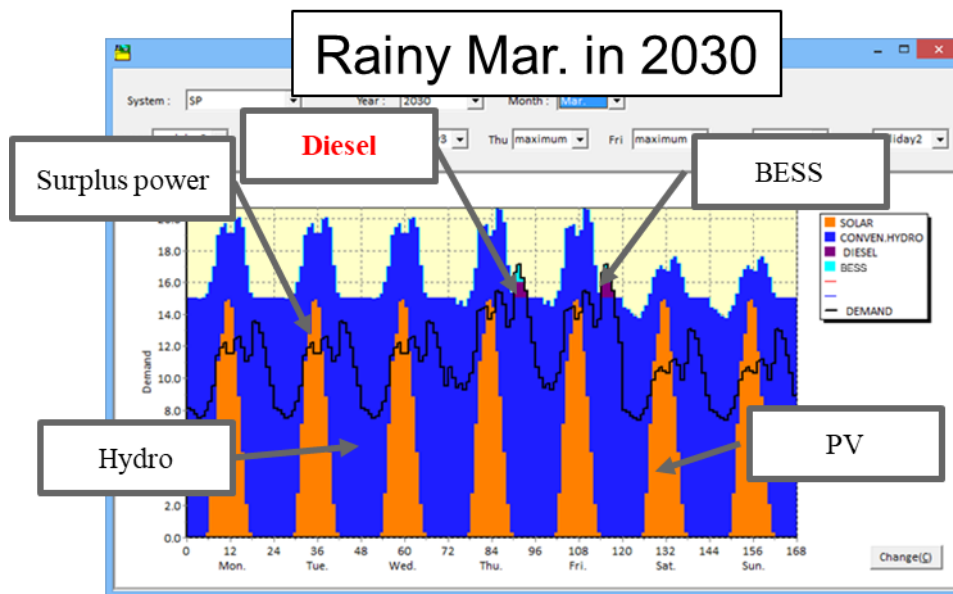 Rainy Mar. in 2030
System : SP Year : 2030 Month : Mar.
Thu maximum Fri maximum
Diesel
Surplus power
BESS
SOLAR
CONVEN.HYDRO
DIESEL
BESS
DEMAND
18.0
16.0
14.0
12.0
10.0
8.0
2.0
0.0
Demand
Hydro
PV
0 12 24 36 48 60 72 84 96 108 120 132 144 156 168
Mon. Tue. Wed. Thu. Fri. Sat. Sun.
Change(C)